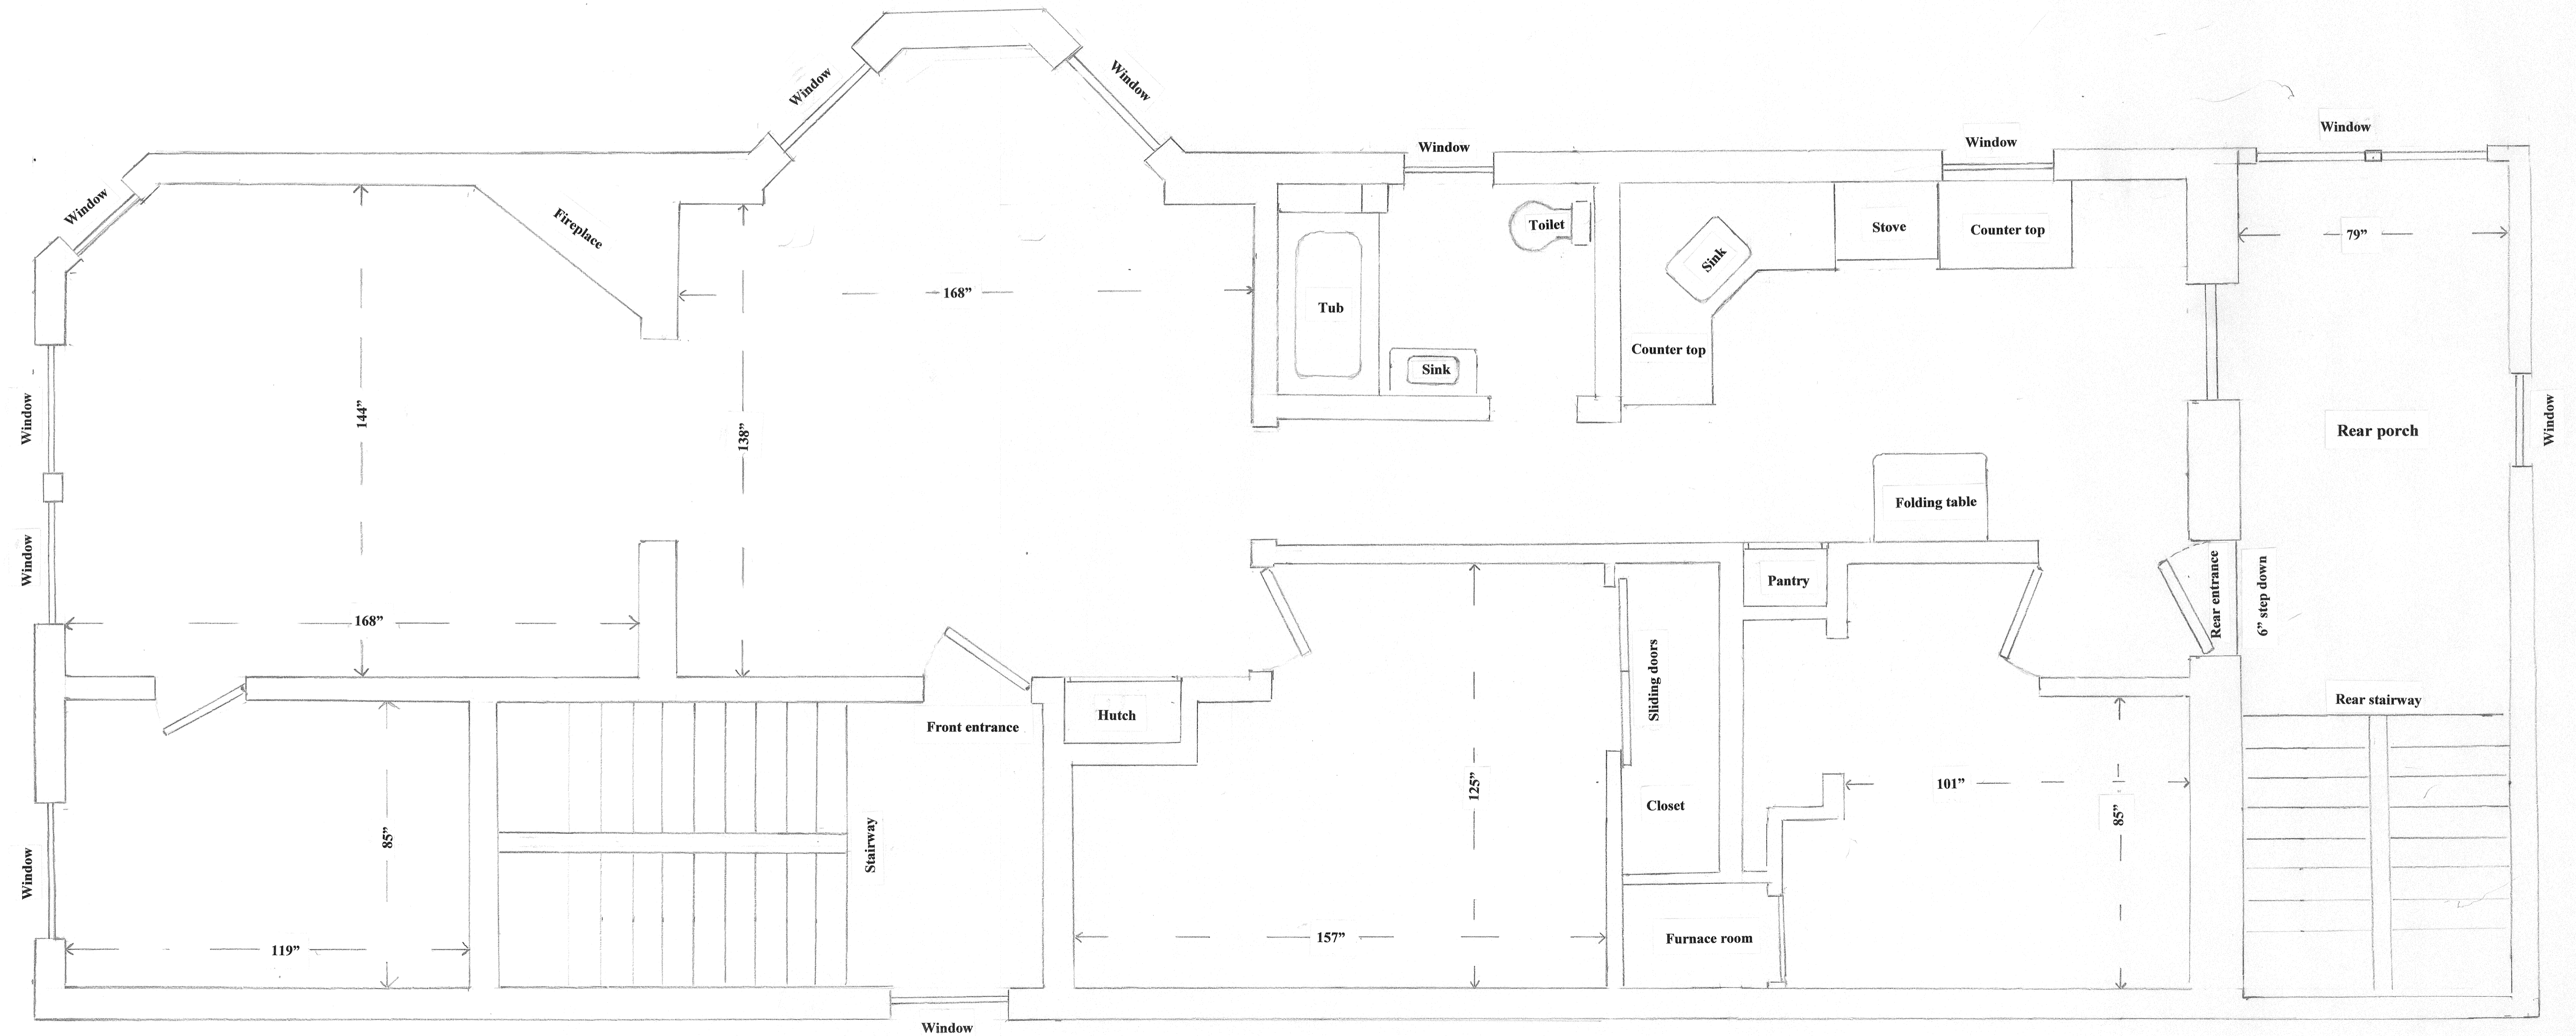 Window
Window
Window
Window
Window
Window
Window
Fireplace
Toilet
Sink
Stove
Counter top
79”
168”
Tub
Counter top
Sink
Window
144”
138”
Window
Rear porch
Folding table
Window
Pantry
Rear entrance
6” step down
168”
Sliding doors
Rear stairway
Hutch
Front entrance
125”
101”
Closet
85”
85”
Stairway
Window
119”
157”
Furnace room
Window